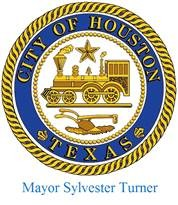 CITY OF HOUSTON
TEXAS
Mayor Sylvester Turner